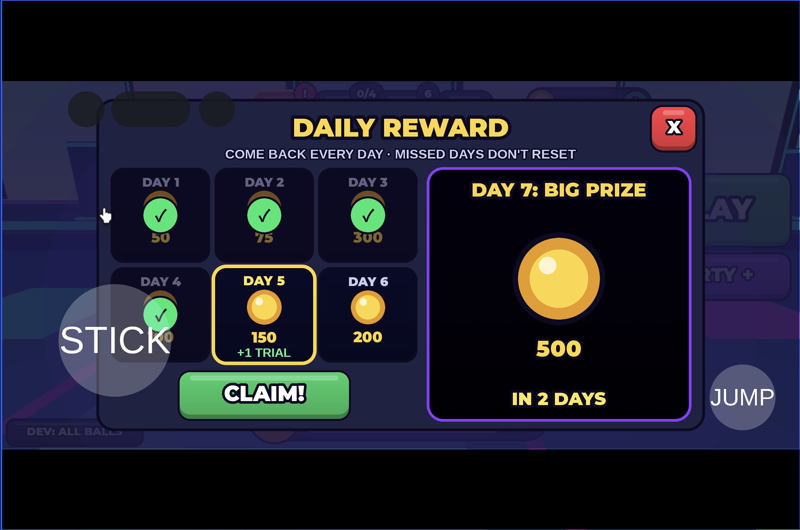 0/4
6
DAILY REWARD
X
COME BACK EVERY DAY · MISSED DAYS DON'T RESET
DAY 1
50
DAY 2
75
DAY 3
300
DAY 7: BIG PRIZE
500
IN 2 DAYS
DAY 4
DAY 5
150
+1 TRIAL
DAY 6
200
CLAIM!
STICK
JUMP
DEV: ALL BALLS